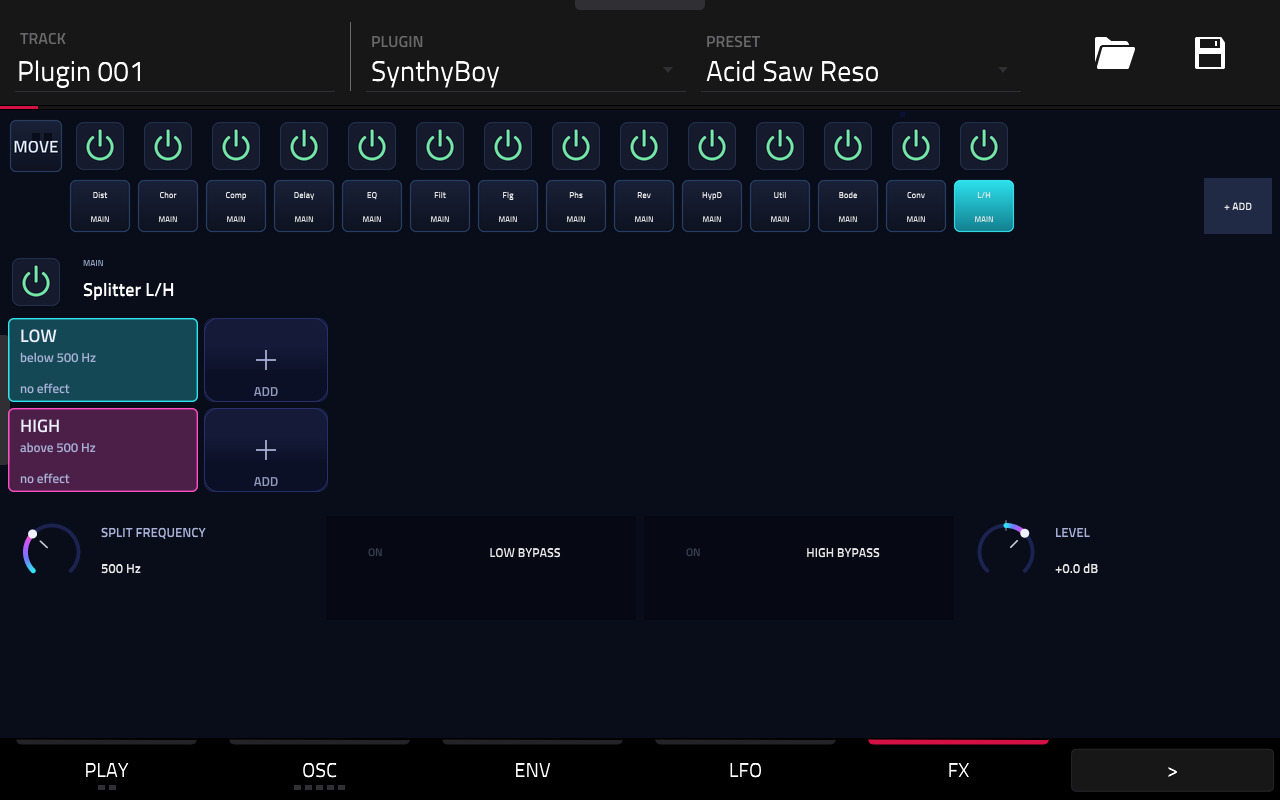 TRACK
Plugin 001
PLUGIN
SynthyBoy
PRESET
Acid Saw Reso
MOVE
Dist
MAIN
Chor
MAIN
Comp
MAIN
Delay
MAIN
EQ
MAIN
Filt
MAIN
Flg
MAIN
Phs
MAIN
Rev
MAIN
HypD
MAIN
Util
MAIN
Bode
MAIN
Conv
MAIN
L/H
MAIN
+ ADD
MAIN
Splitter L/H
LOW
below 500 Hz
no effect
ADD
HIGH
above 500 Hz
no effect
ADD
SPLIT FREQUENCY
500 Hz
ON
LOW BYPASS
ON
HIGH BYPASS
LEVEL
+0.0 dB
PLAY
OSC
ENV
LFO
FX
>